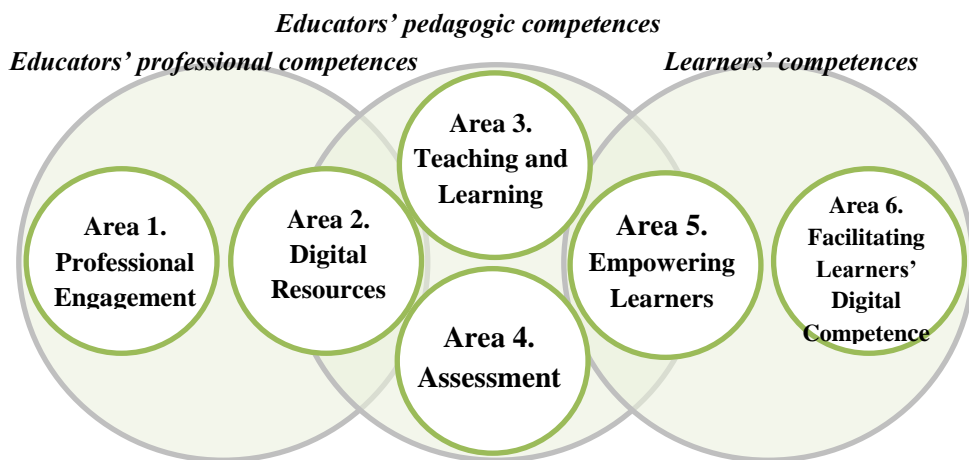 Educators’ pedagogic competences
Educators’ professional competences
Learners’ competences
Area 1.
Professional
Engagement
Area 2.
Digital
Resources
Area 3.
Teaching and
Learning
Area 4.
Assessment
Area 5.
Empowering
Learners
Area 6.
Facilitating
Learners’
Digital
Competence